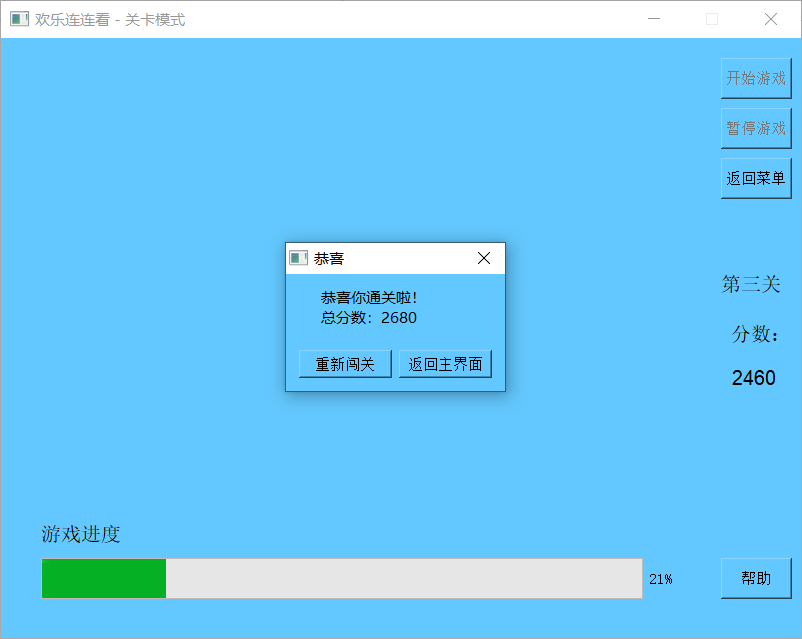 欢乐连连看 - 关卡模式
开始游戏
暂停游戏
返回菜单
恭喜
恭喜你通关啦！
总分数：2680
重新闯关
返回主界面
第三关
分数：
2460
游戏进度
21%
帮助